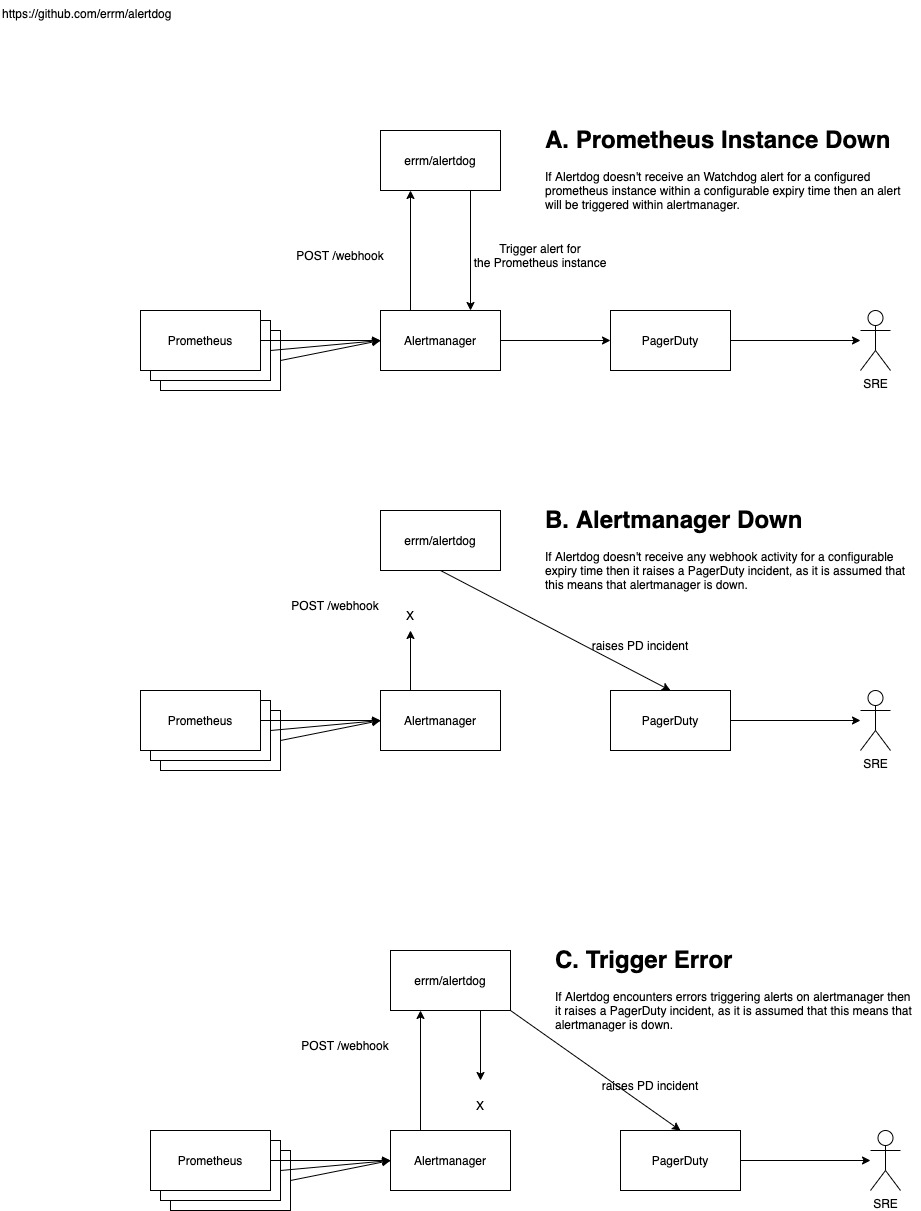 https://github.com/errm/alertdog
errm/alertdog
A. Prometheus Instance Down
If Alertdog doesn't receive an Watchdog alert for a configured
prometheus instance within a configurable expiry time then an alert
will be triggered within alertmanager.
POST /webhook
Trigger alert for
the Prometheus instance
Prometheus
Alertmanager
PagerDuty
SRE
errm/alertdog
B. Alertmanager Down
If Alertdog doesn't receive any webhook activity for a configurable
expiry time then it raises a PagerDuty incident, as it is assumed that
this means that alertmanager is down.
POST /webhook
X
raises PD incident
Prometheus
Alertmanager
PagerDuty
SRE
errm/alertdog
C. Trigger Error
If Alertdog encounters errors triggering alerts on alertmanager then
it raises a PagerDuty incident, as it is assumed that this means that
alertmanager is down.
POST /webhook
raises PD incident
X
Prometheus
Alertmanager
PagerDuty
SRE